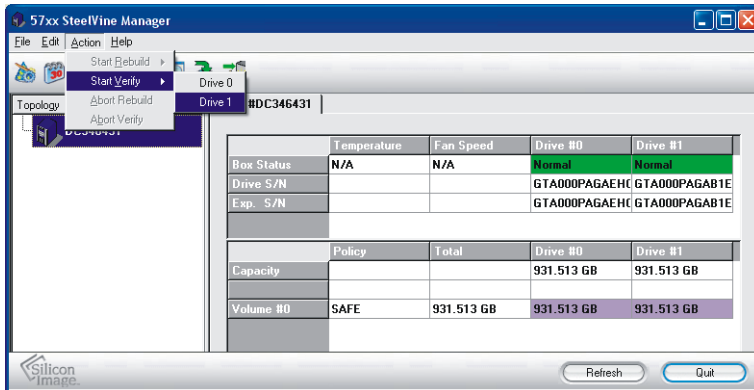 57xx SteelVine Manager
File Edit Action Help
Start Rebuild
Start Verify
Abort Rebuild
Abort Verify
Drive 0
Drive 1
30
Topology
#DC346431
DC346431
Temperature Fan Speed Drive #0 Drive #1
Box Status N/A N/A Normal Normal
Drive S/N GTA000PAGAEH GTA000PAGAB1E
Exp. S/N GTA000PAGAEH GTA000PAGAB1E
Policy Total Drive #0 Drive #1
Capacity 931.513 GB 931.513 GB
Volume #0 SAFE 931.513 GB 931.513 GB 931.513 GB
Silicon
Image.
Refresh Quit